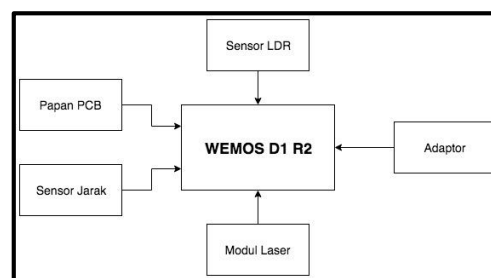 Sensor LDR
Papan PCB
WEMOS D1 R2
Adaptor
Sensor Jarak
Modul Laser